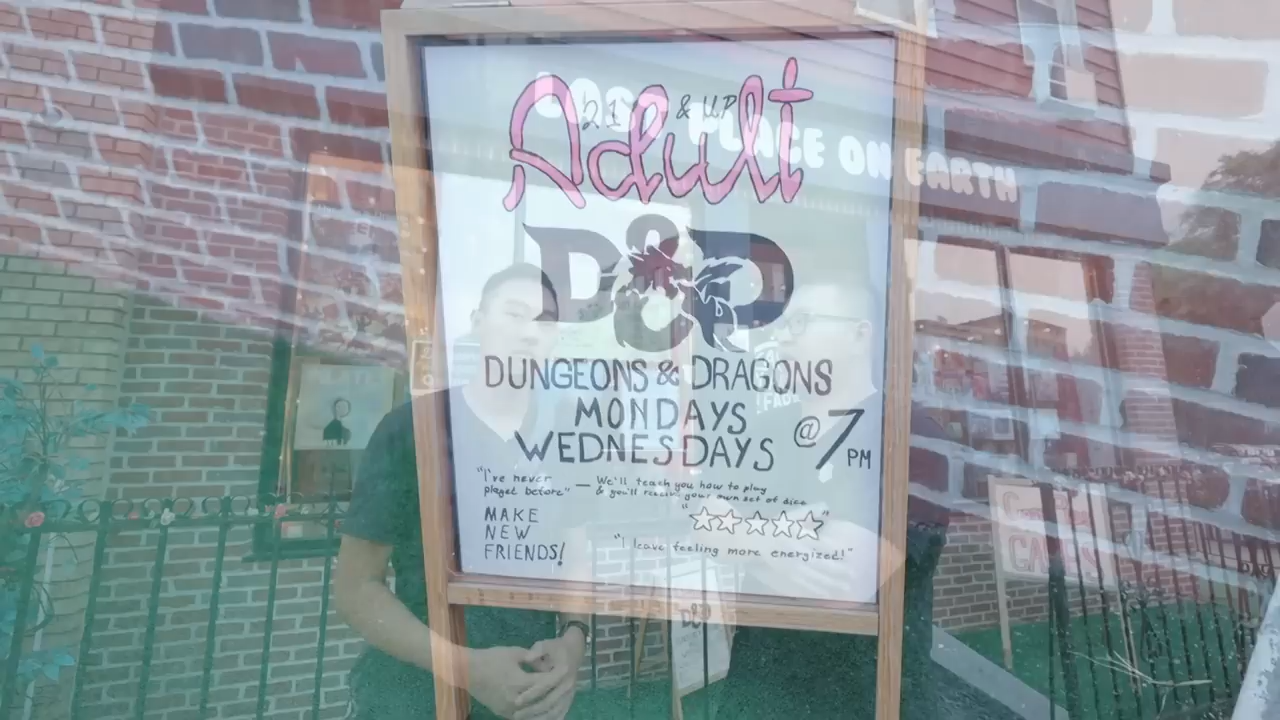 21 & UP
Adult
LAST PLACE ON EARTH
D&D
DUNGEONS & DRAGONS
MONDAYS
WEDNESDAYS @7PM
"I've never
played before" — We'll teach you how to play
& you'll receive your own set of dice
MAKE
NEW
FRIENDS!
"☆☆☆☆☆"
"I leave feeling more energized!"
D&D